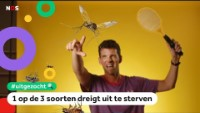 NOS
#uitgezocht
1 op de 3 soorten dreigt uit te sterven